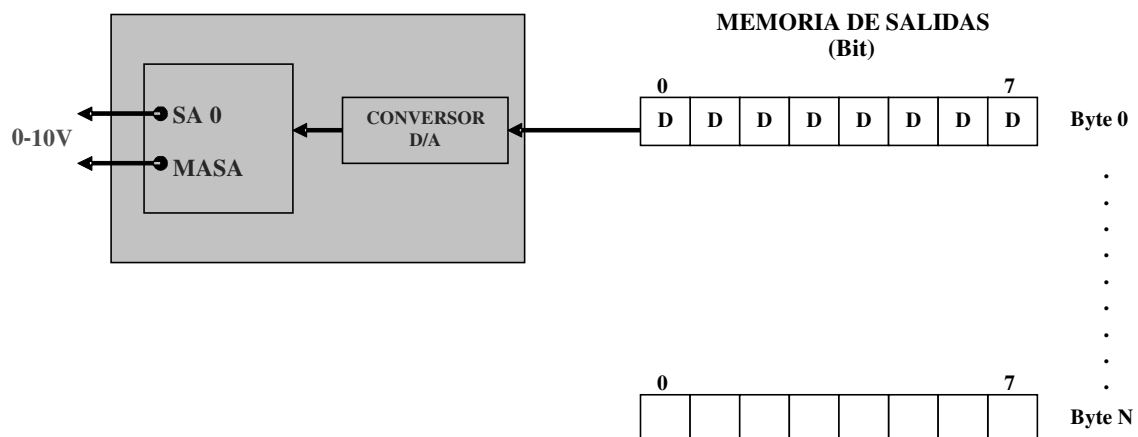 MEMORIA DE SALIDAS
(Bit)
0 7
SA 0
MASA
0-10V
CONVERSOR
D/A
D D D D D D D D
Byte 0
0 7
Byte N